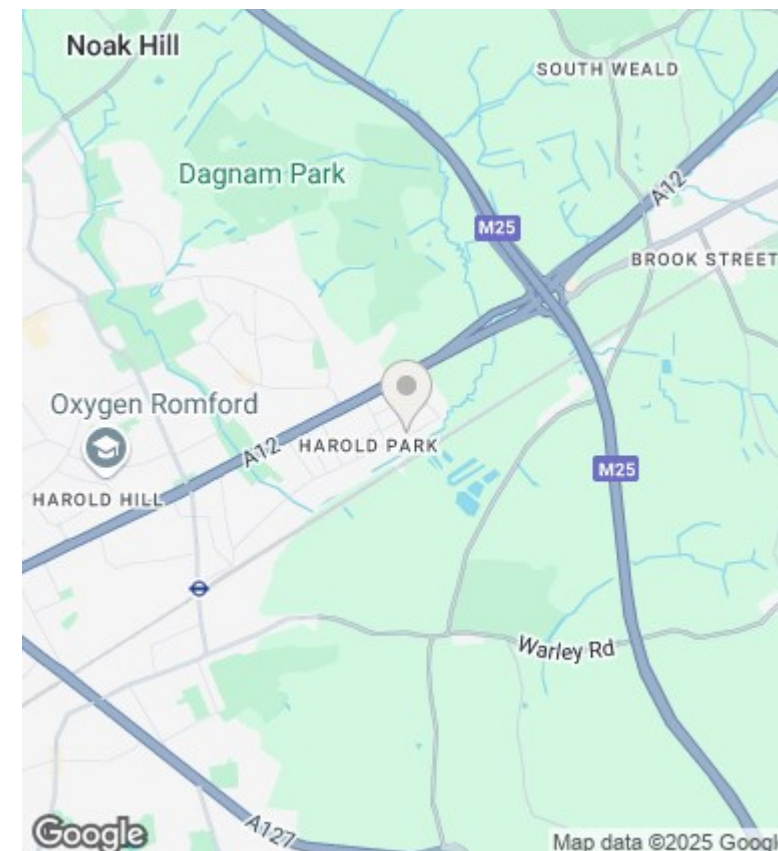 Noak Hill
SOUTH WEALD
Dagnam Park
A12
M25
BROOK STREET
Oxygen Romford
A12
HAROLD PARK
M25
HAROLD HILL
Warley Rd
A127
Google
Map data ©2025 Googl